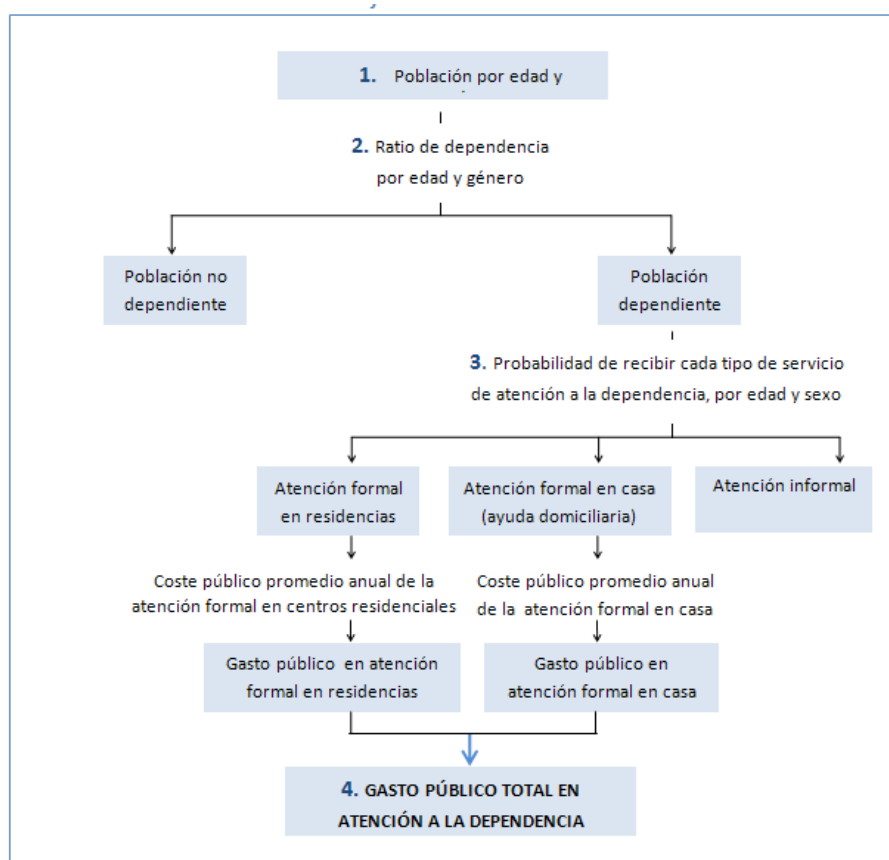 1. Población por edad y
2. Ratio de dependencia
por edad y género
Población no
dependiente
Población
dependiente
3. Probabilidad de recibir cada tipo de servicio
de atención a la dependencia, por edad y sexo
Atención formal
en residencias
Atención formal en casa
(ayuda domiciliaria)
Atención informal
Coste público promedio anual de la
atención formal en centros residenciales
Coste público promedio anual
de la atención formal en casa
Gasto público en atención
formal en residencias
Gasto público en
atención formal en casa
4. GASTO PÚBLICO TOTAL EN
ATENCIÓN A LA DEPENDENCIA